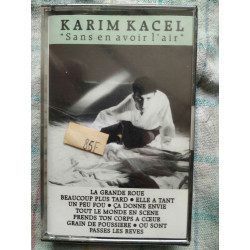 KARIM KACEL
"Sans en avoir l'air"
85F
LA GRANDE ROUE
BEAUCOUP PLUS TARD • ELLE A TANT
UN PEU FOU • ÇA DONNE ENVIE
TOUT LE MONDE EN SCENE
PRENDS TON CORPS A CŒUR
GRAIN DE POUSSIERE • OU SONT
PASSES LES REVES